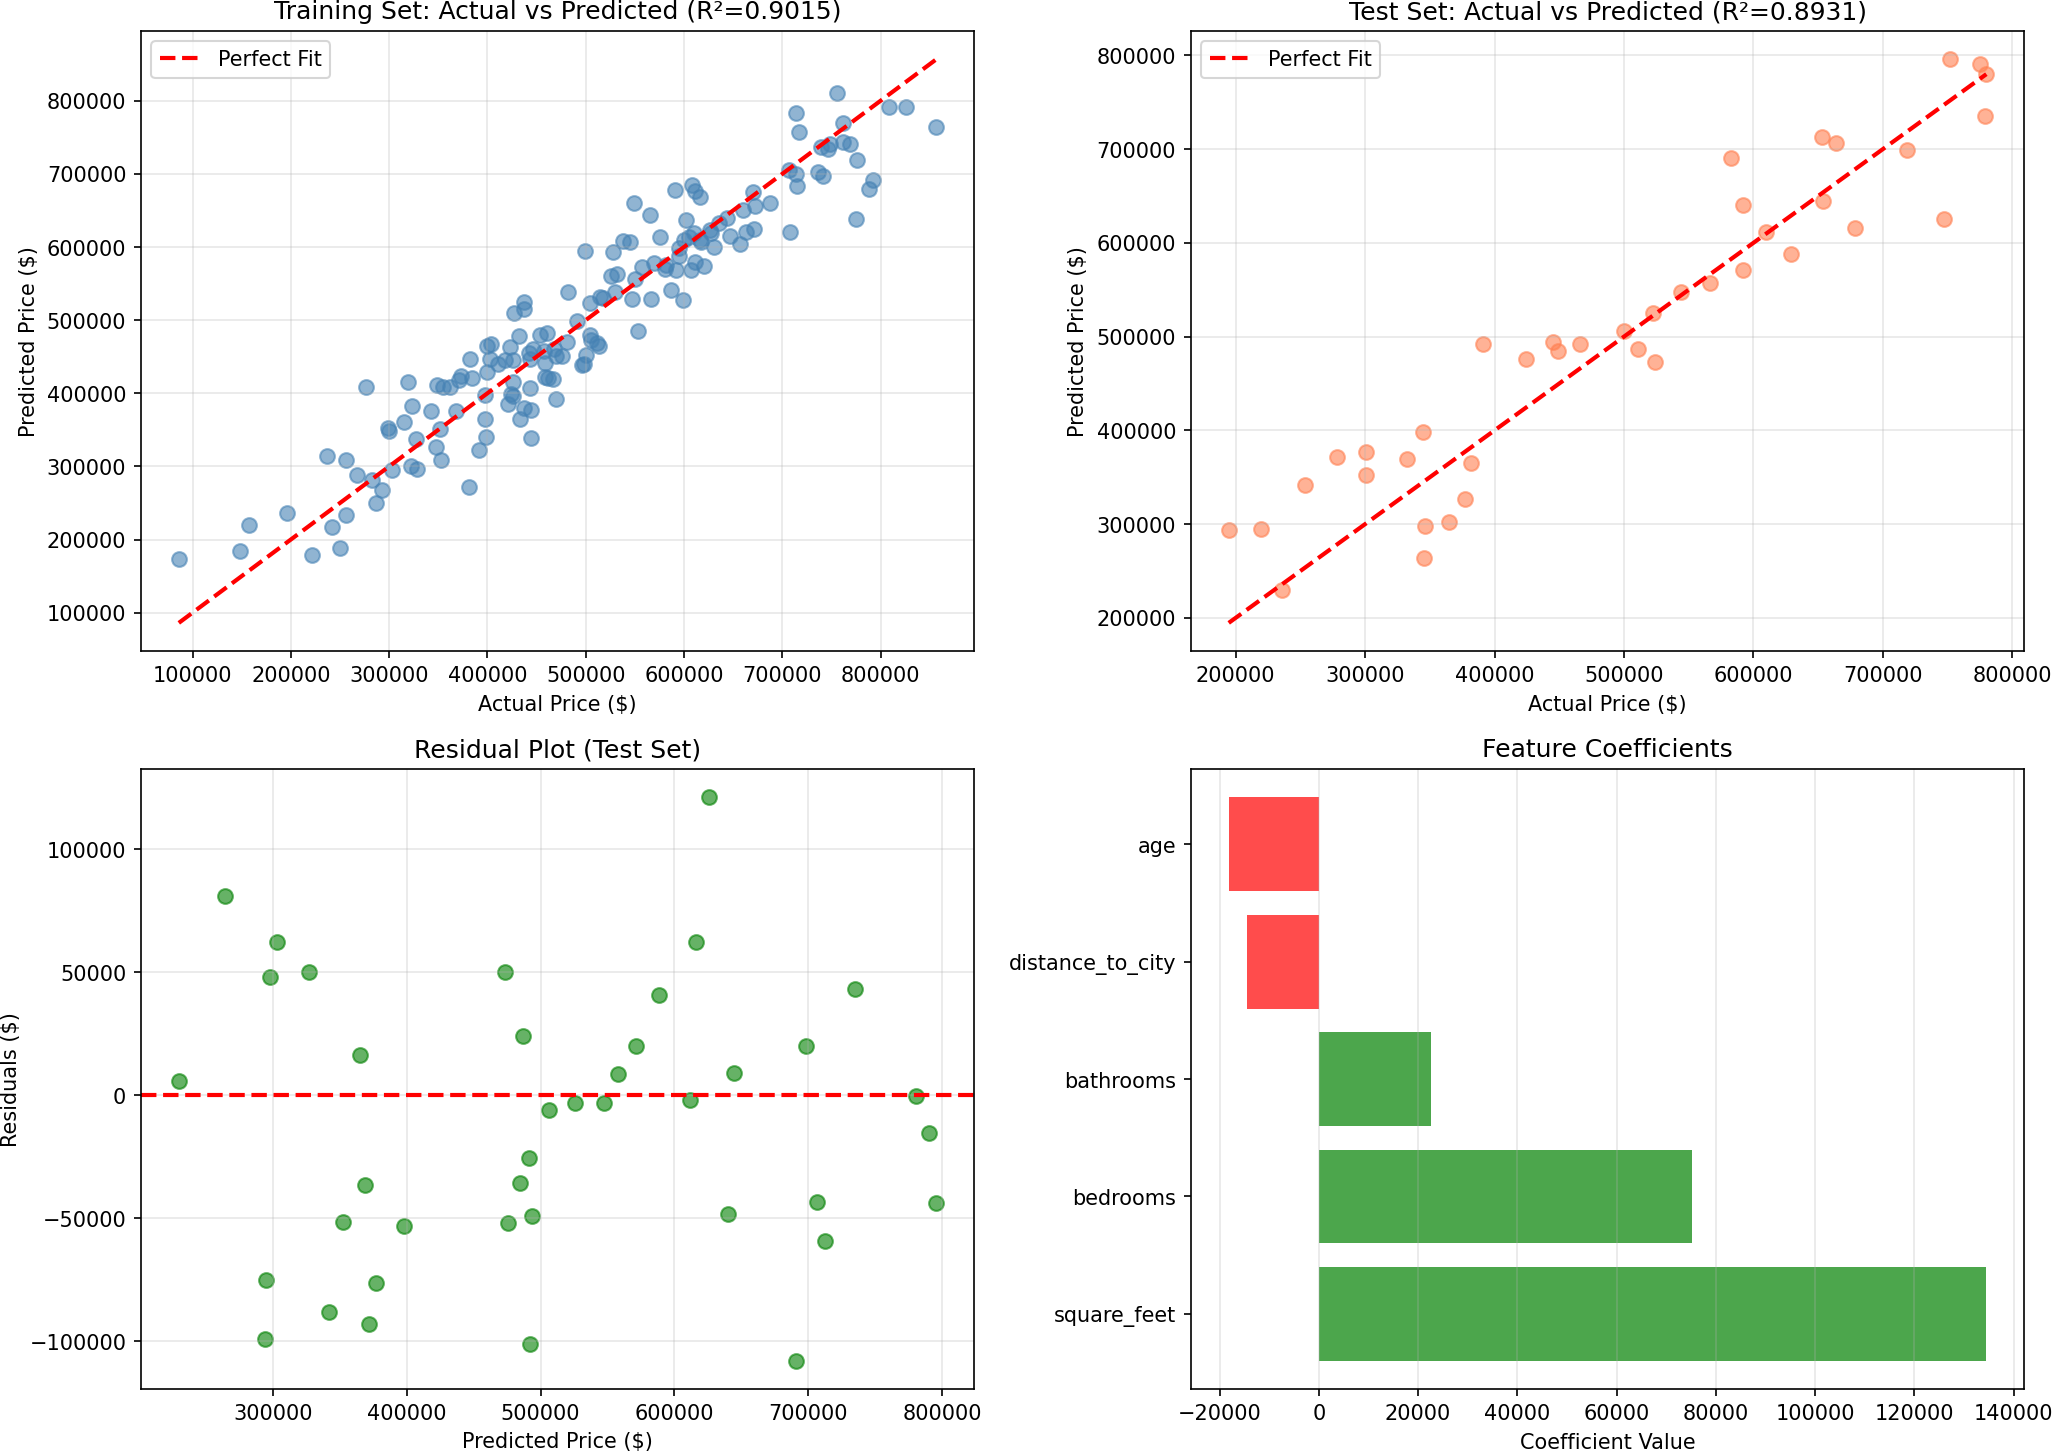 Training Set: Actual vs Predicted (R²=0.9015)
Perfect Fit
Predicted Price ($)
800000
700000
600000
500000
400000
300000
200000
100000
100000 200000 300000 400000 500000 600000 700000 800000
Actual Price ($)
Test Set: Actual vs Predicted (R²=0.8931)
Perfect Fit
Predicted Price ($)
800000
700000
600000
500000
400000
300000
200000
200000 300000 400000 500000 600000 700000 800000
Actual Price ($)
Residual Plot (Test Set)
Residuals ($)
100000
50000
0
−50000
−100000
300000 400000 500000 600000 700000 800000
Predicted Price ($)
Feature Coefficients
age
distance_to_city
bathrooms
bedrooms
square_feet
−20000 0 20000 40000 60000 80000 100000 120000 140000
Coefficient Value